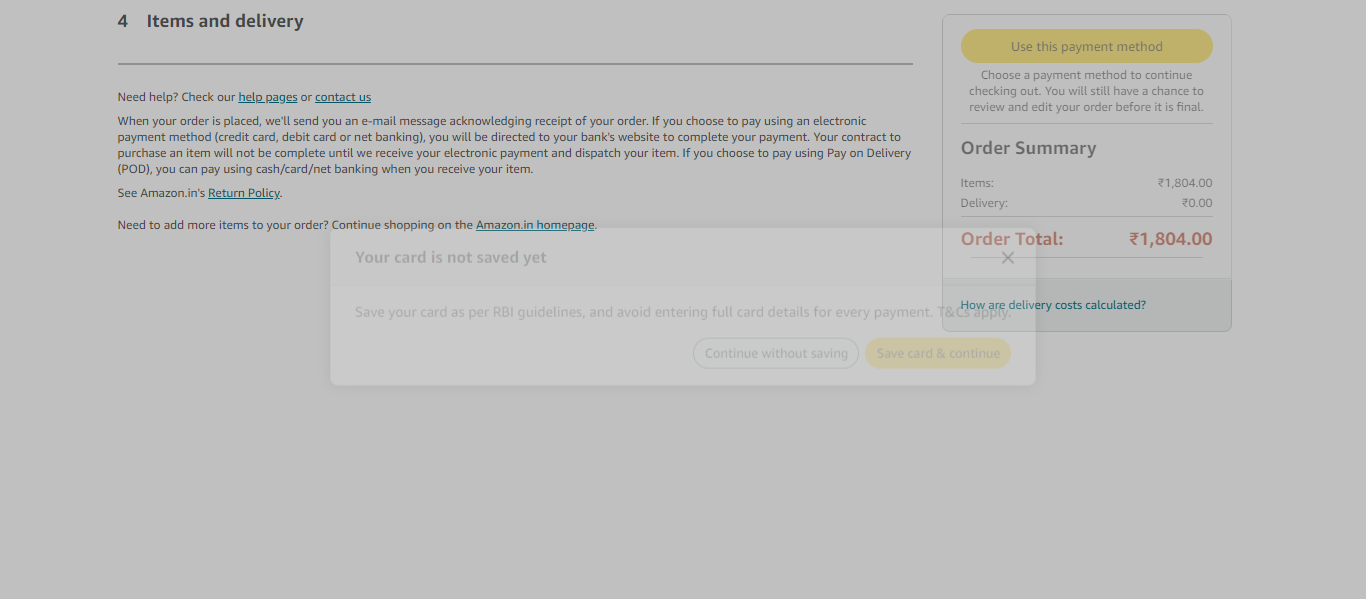 4 Items and delivery
Need help? Check our help pages or contact us
When your order is placed, we'll send you an e-mail message acknowledging receipt of your order. If you choose to pay using an electronic
payment method (credit card, debit card or net banking), you will be directed to your bank's website to complete your payment. Your contract to
purchase an item will not be complete until we receive your electronic payment and dispatch your item. If you choose to pay using Pay on Delivery
(POD), you can pay using cash/card/net banking when you receive your item.
See Amazon.in's Return Policy.
Need to add more items to your order? Continue shopping on the Amazon.in homepage.
Use this payment method
Choose a payment method to continue
checking out. You will still have a chance to
review and edit your order before it is final.
Order Summary
Items: ₹1,804.00
Delivery: ₹0.00
Order Total: ₹1,804.00
How are delivery costs calculated?
Your card is not saved yet
Save your card as per RBI guidelines, and avoid entering full card details for every payment. T&Cs apply.
Continue without saving
Save card & continue